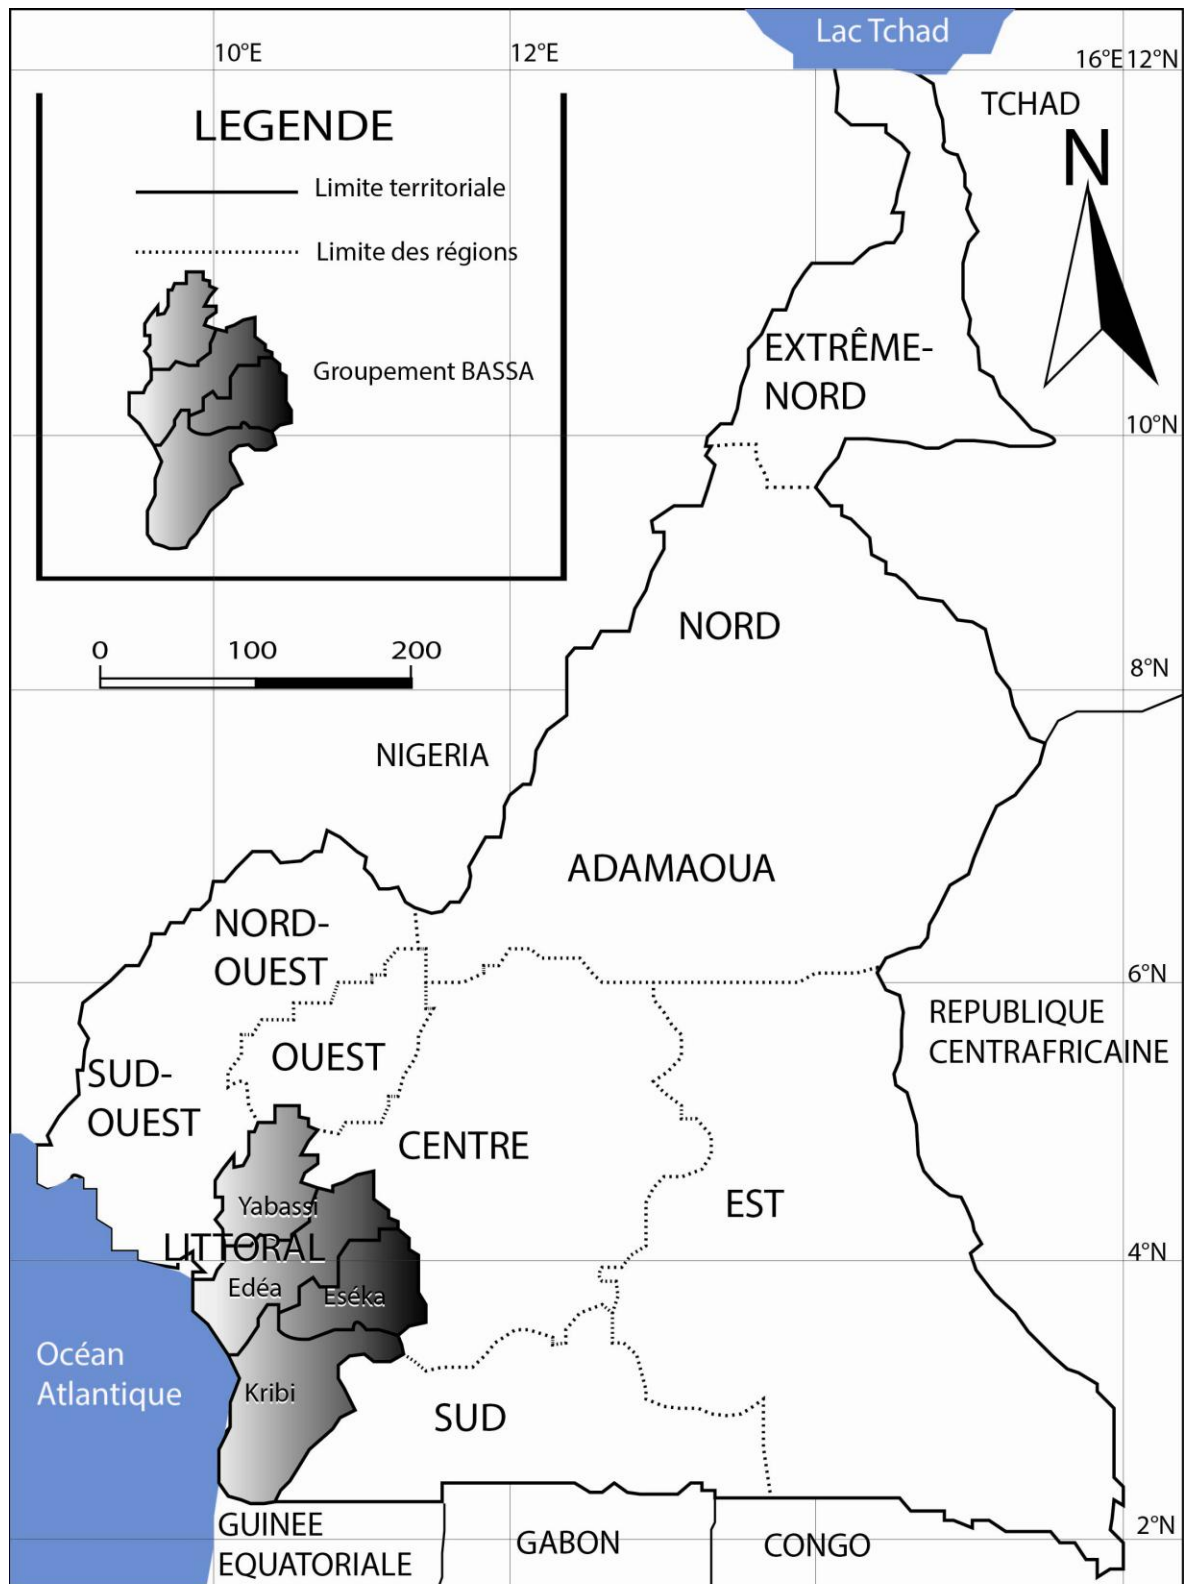 Lac Tchad
10°E
12°E
16°E
12°N
TCHAD
N
LEGENDE
Limite territoriale
Limite des régions
Groupement BASSA
EXTRÊME-
NORD
10°N
NORD
0
100
200
8°N
NIGERIA
ADAMAOUA
NORD-
OUEST
6°N
REPUBLIQUE
CENTRAFRICAINE
OUEST
SUD-
OUEST
CENTRE
EST
Yabassi
LITTORAL
4°N
Edéa
Eséka
Océan
Atlantique
Kribi
SUD
GUINEE
EQUATORIALE
GABON
CONGO
2°N